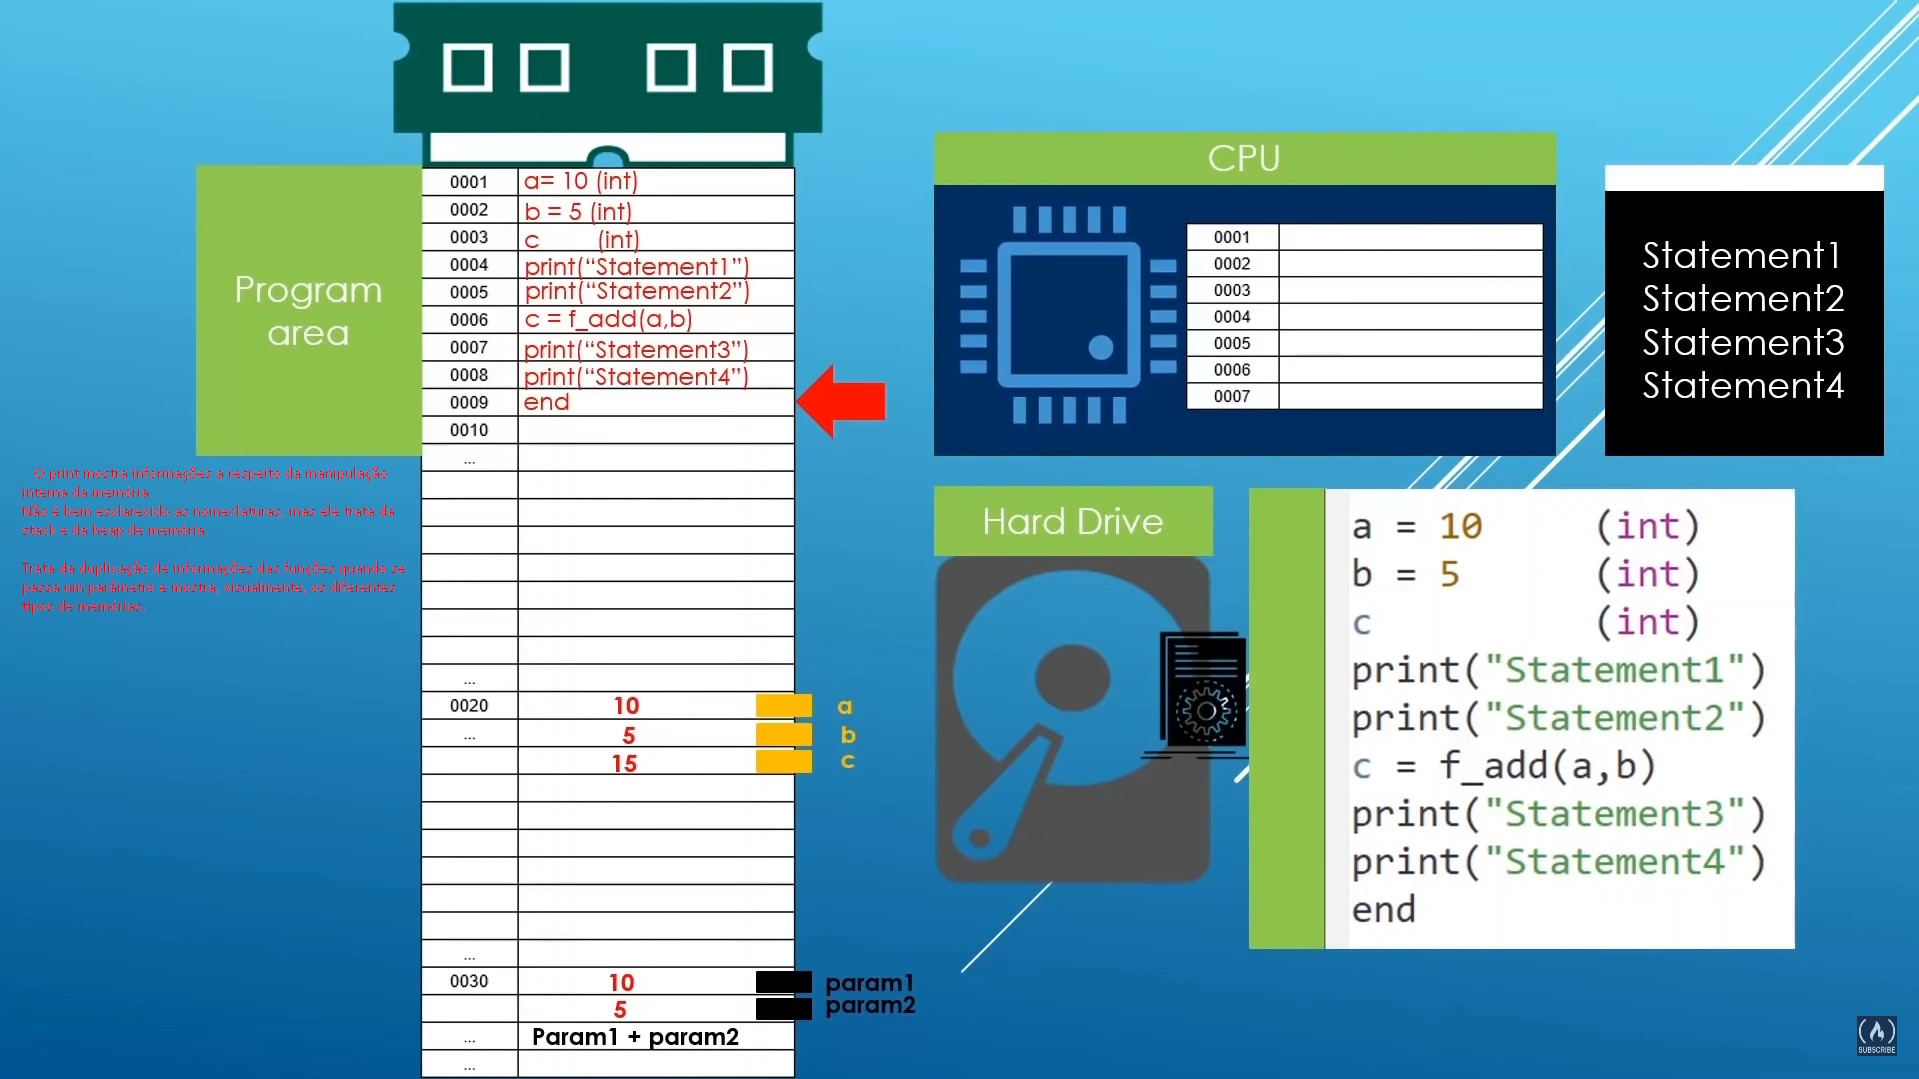 Program
area
0001 a= 10 (int)
0002 b = 5 (int)
0003 c (int)
0004 print(“Statement1”)
0005 print(“Statement2”)
0006 c = f_add(a,b)
0007 print(“Statement3”)
0008 print(“Statement4”)
0009 end
0010
...
...
0020 10 a
... 5 b
15 c
...
0030 10 param1
5 param2
... Param1 + param2
...
O print mostra informações a respeito da manipulação
interna da memória
Não é bem esclarecido as nomeclaturas, mas ele trata da
stack e da heap de memória
Trata da duplicação de informações das funções quando se
passa um parâmetro e mostra, visualmente, os diferentes
tipos de memórias.
CPU
0001
0002
0003
0004
0005
0006
0007
Statement1
Statement2
Statement3
Statement4
Hard Drive
a = 10 (int)
b = 5 (int)
c (int)
print("Statement1")
print("Statement2")
c = f_add(a,b)
print("Statement3")
print("Statement4")
end
SUBSCRIBE